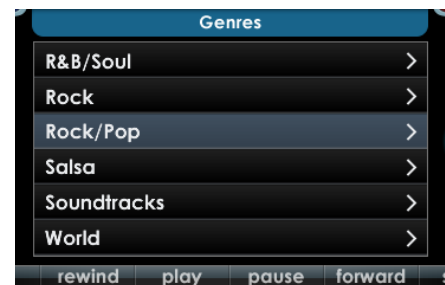 Genres
R&B/Soul
Rock
Rock/Pop
Salsa
Soundtracks
World
rewind play pause forward